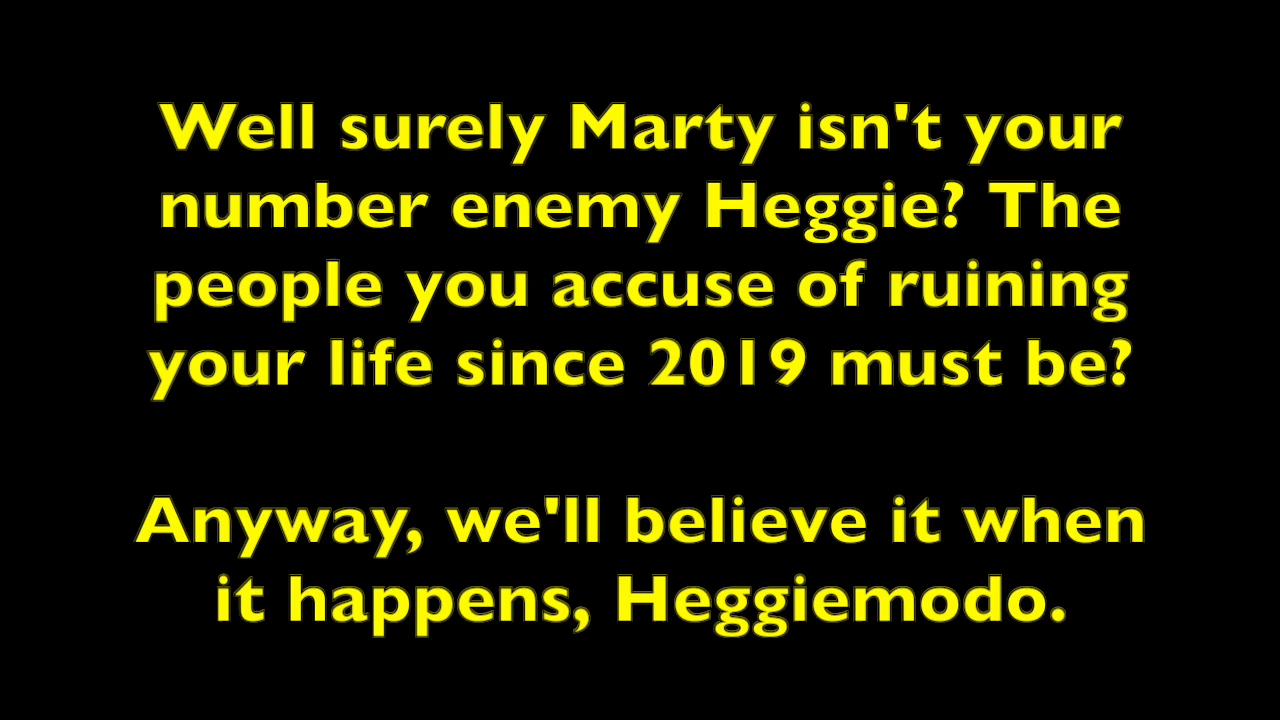 Well surely Marty isn't your
number enemy Heggie? The
people you accuse of ruining
your life since 2019 must be?
Anyway, we'll believe it when
it happens, Heggiemodo.